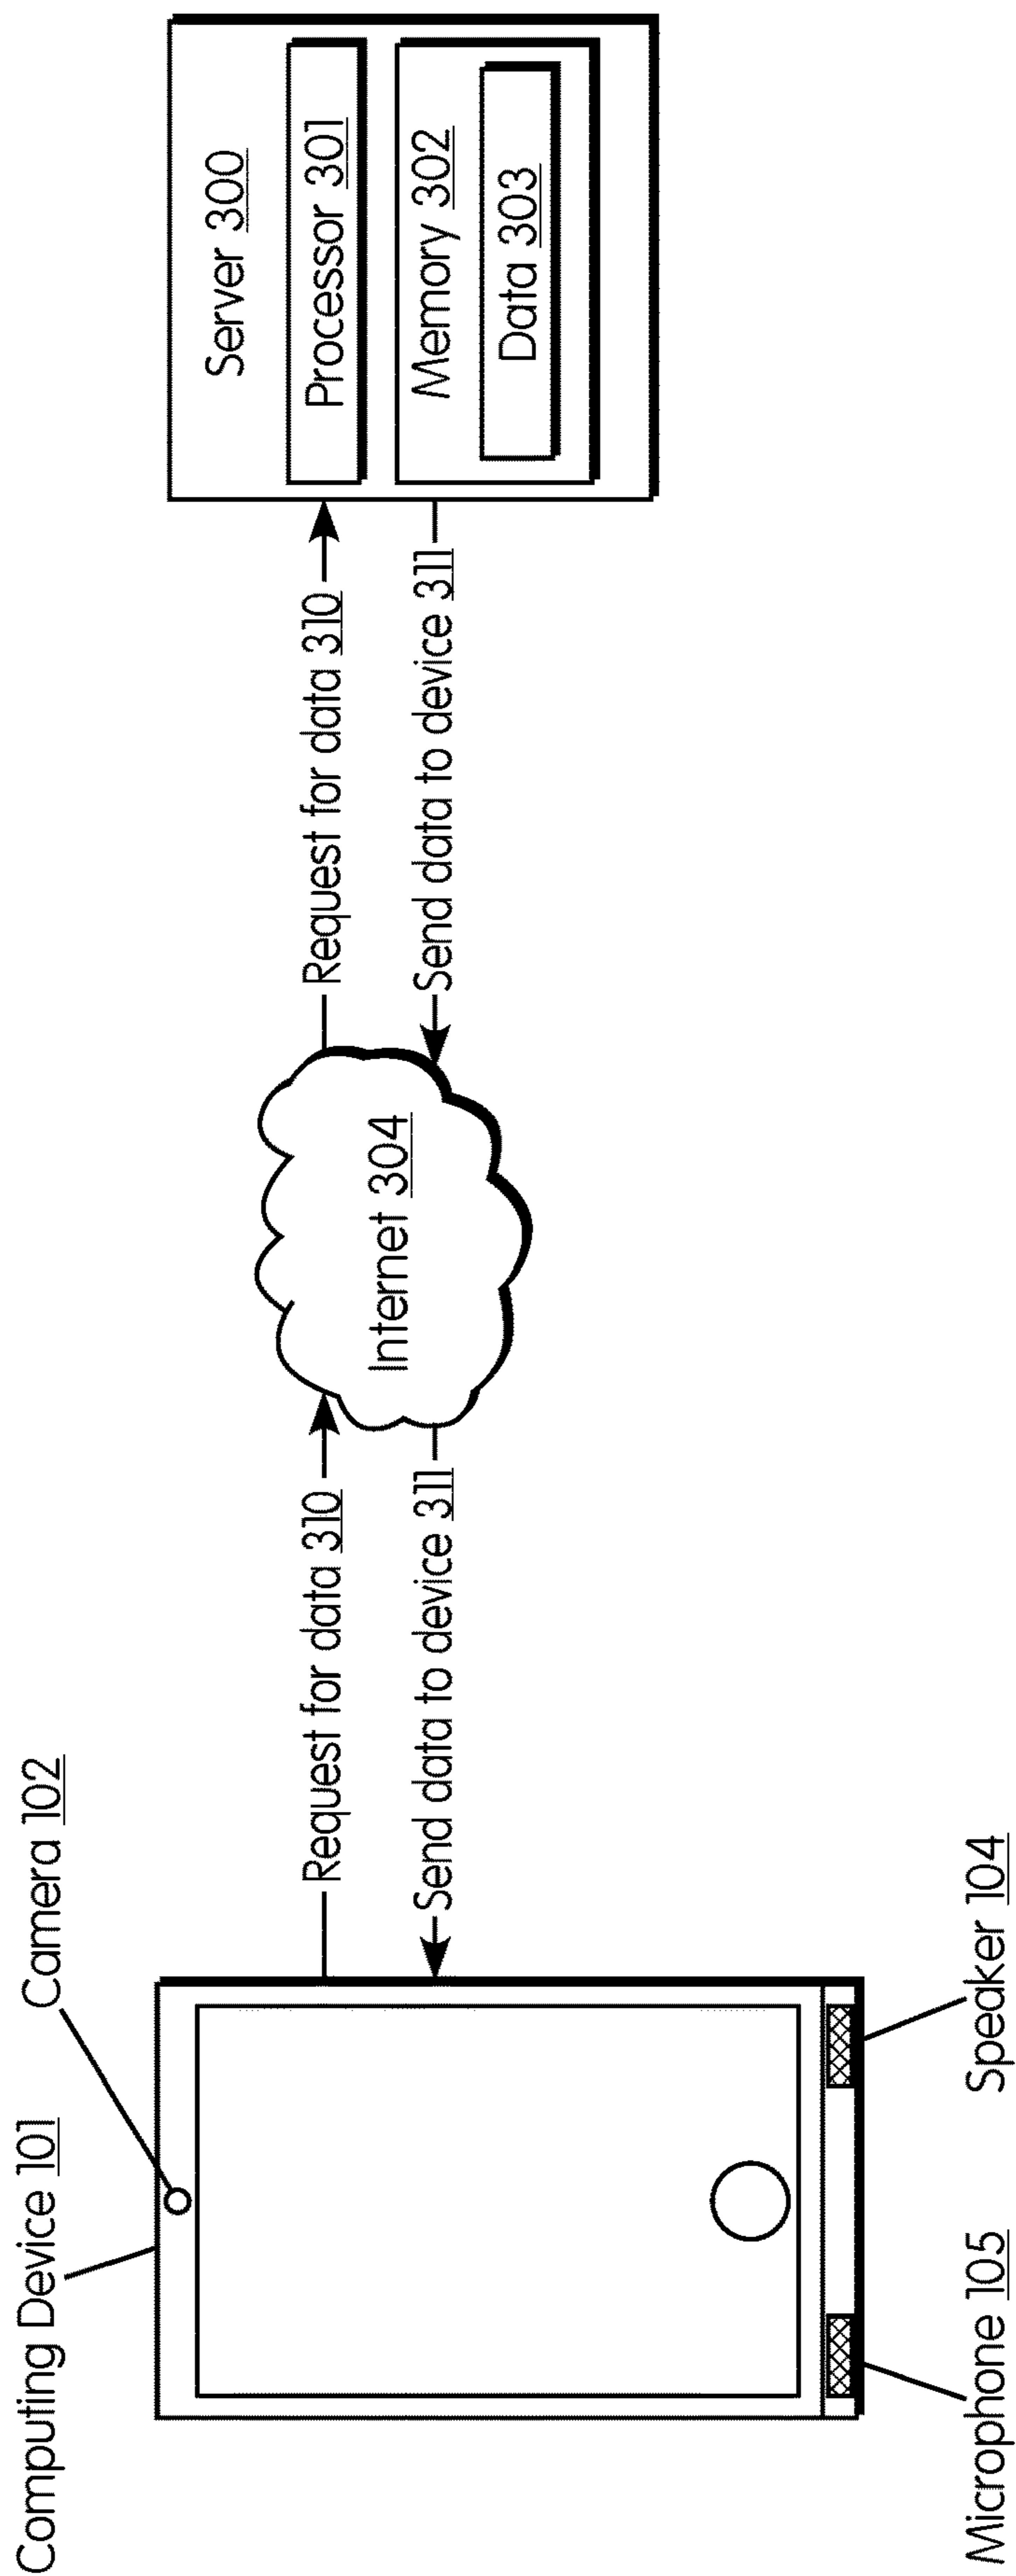 Computing Device 101
Camera 102
Request for data 310
Send data to device 311
Microphone 105
Speaker 104
Internet 304
Request for data 310
Send data to device 311
Server 300
Processor 301
Memory 302
Data 303